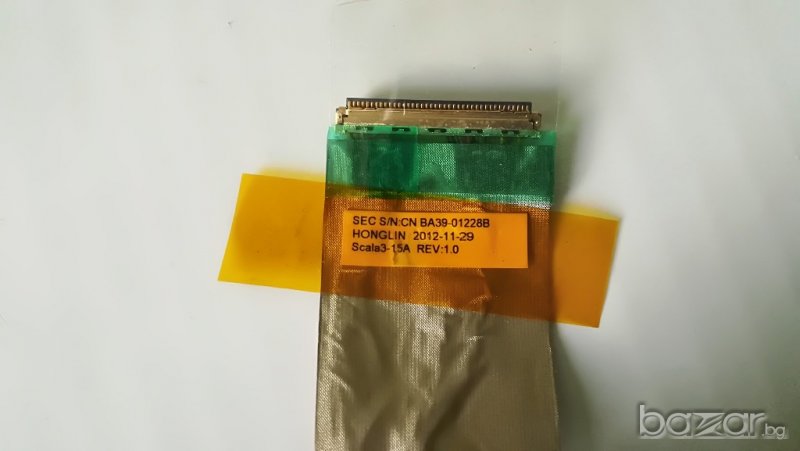 SEC S/N:CN BA39-01228B
HONGLIN 2012-11-29
Scala3-15A REV:1.0
bazar.bg